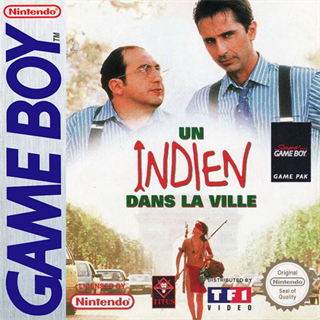 Nintendo
GAME BOY
TM
UN
INDIEN
DANS LA VILLE
Super
GAME BOY
GAME PAK
LICENSED BY
Nintendo
TITUS
DISTRIBUTED BY
TF1
VIDEO
Original
Nintendo
Seal of
Quality